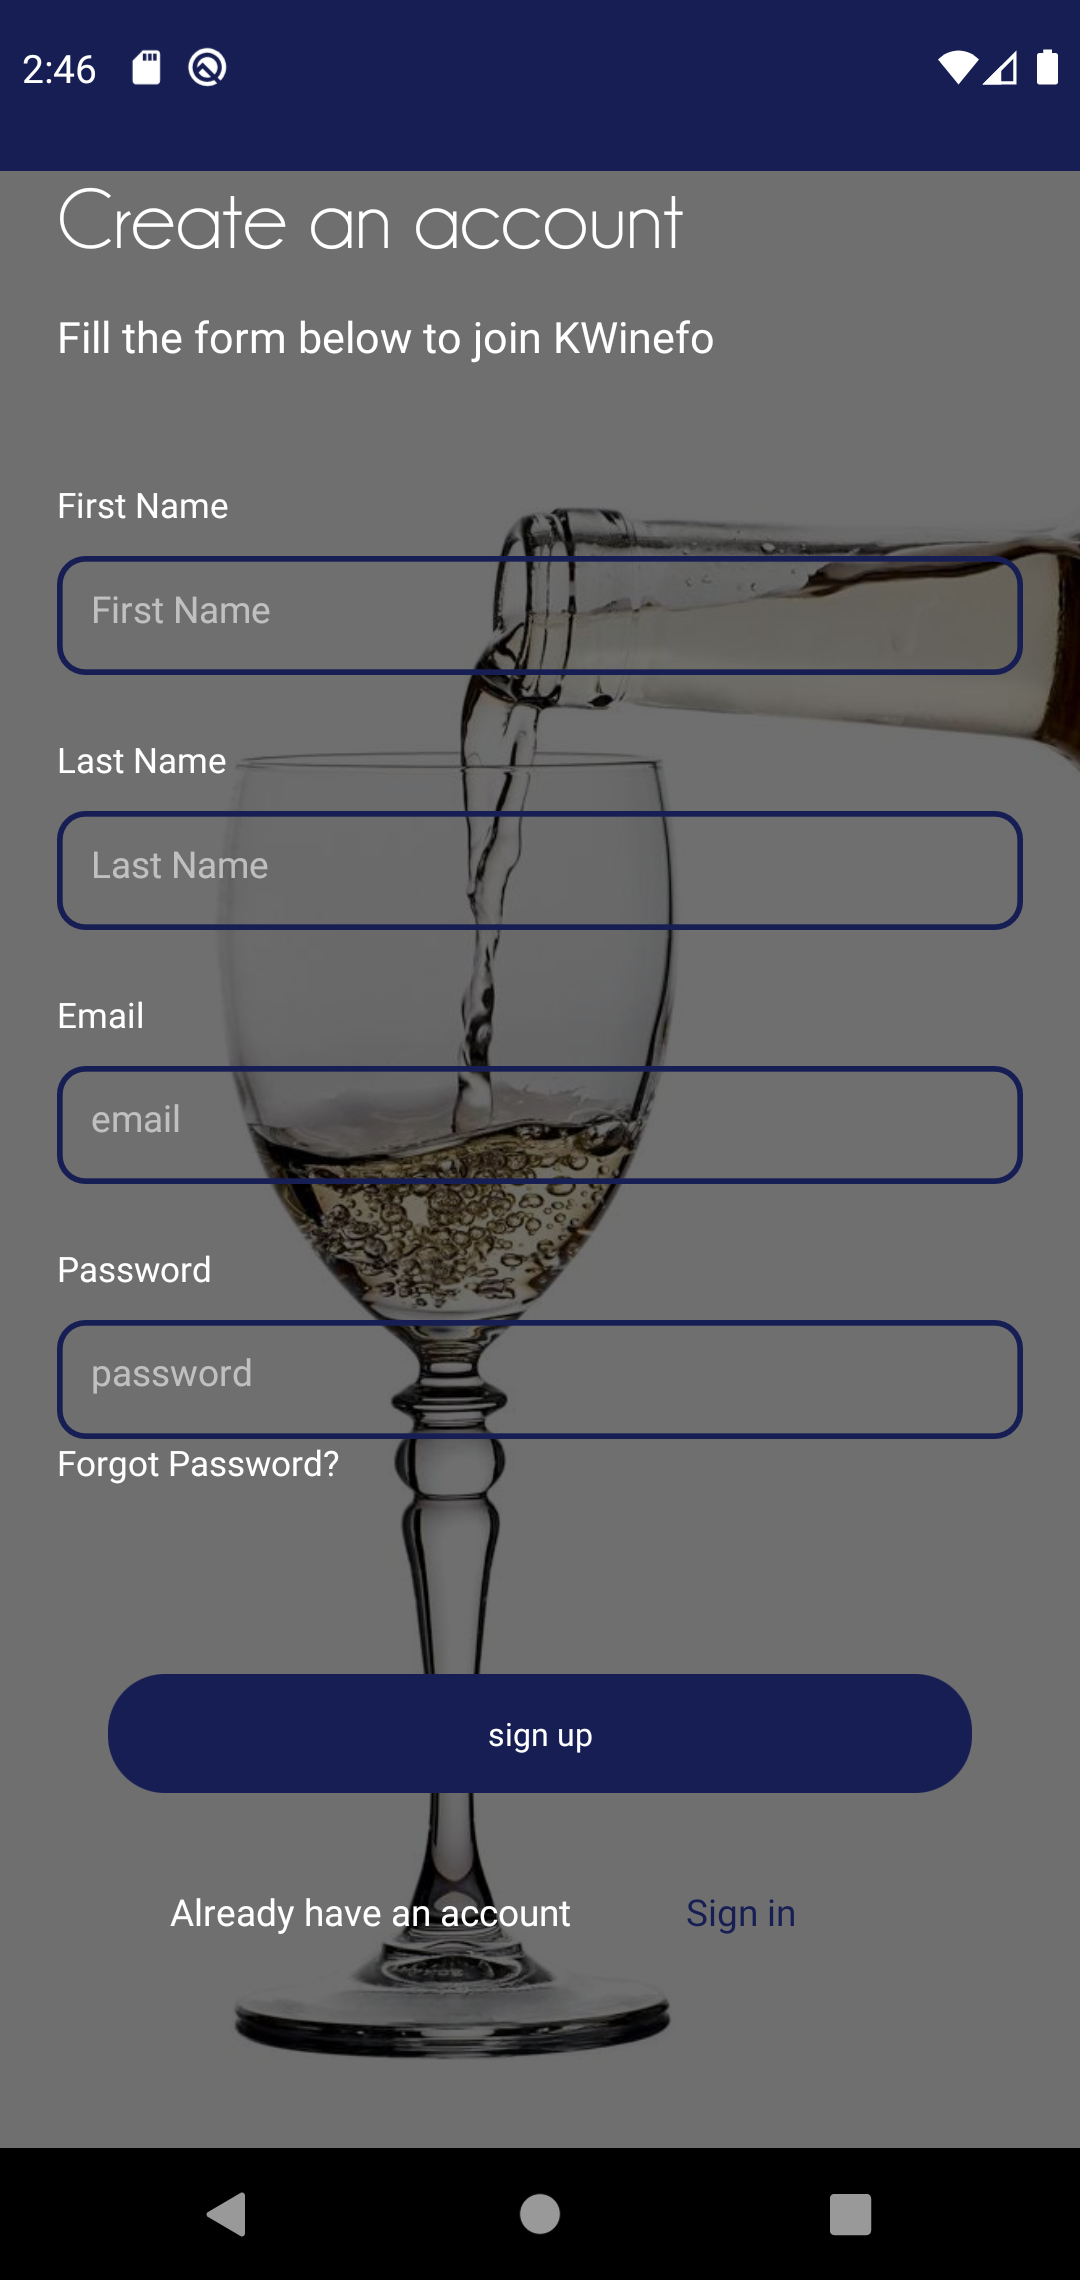 2:46
Create an account
Fill the form below to join KWinefo
First Name
First Name
Last Name
Last Name
Email
email
Password
password
Forgot Password?
sign up
Already have an account Sign in